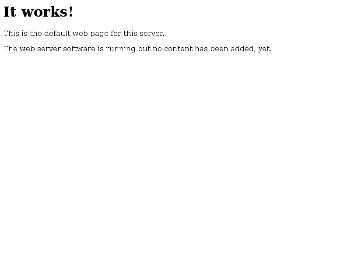 It works!
This is the default web page for this server.
The web server software is running but no content has been added, yet.